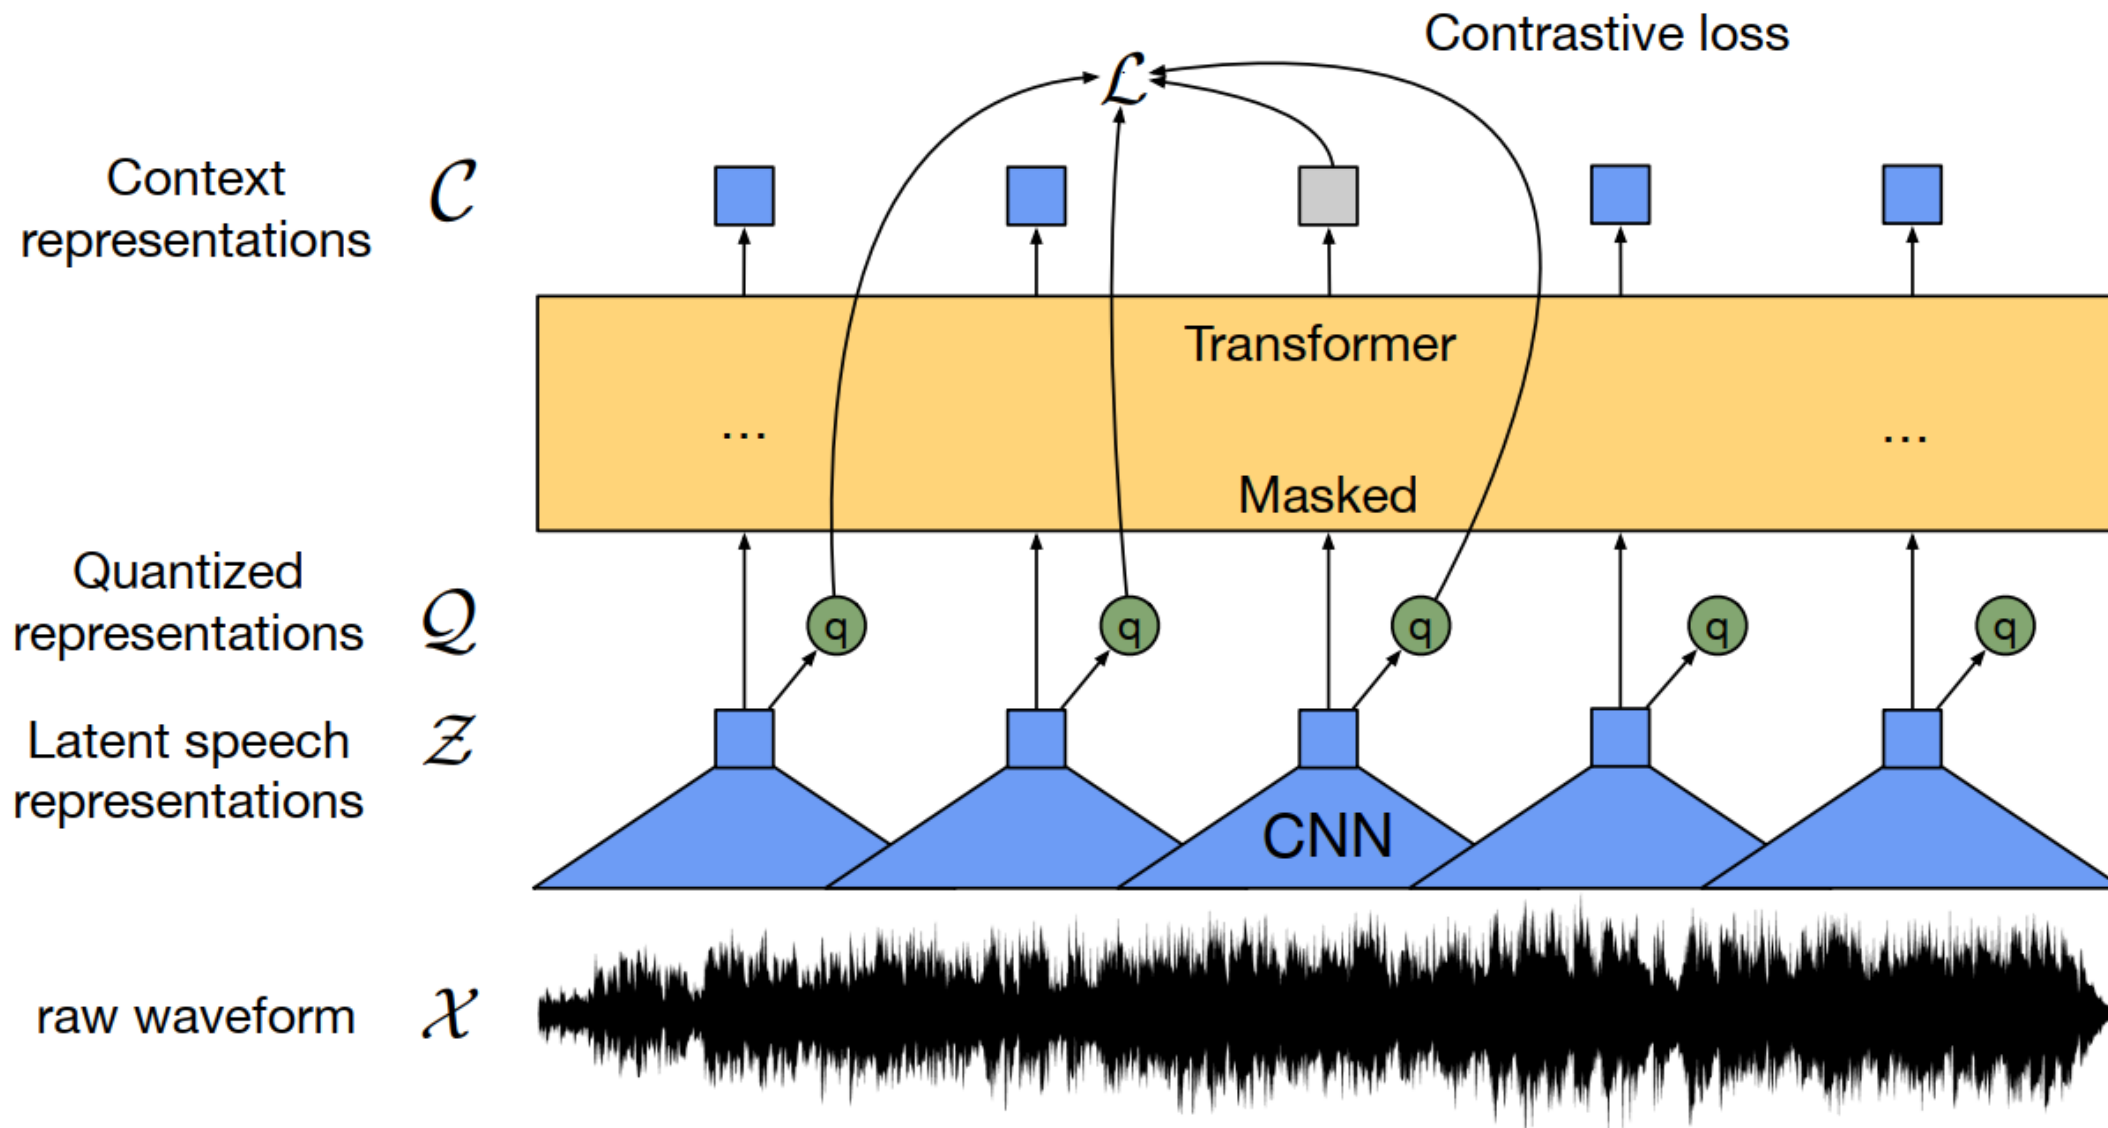 Contrastive loss
ℒ
Context
representations
𝒞
Transformer
... ...
Masked
Quantized
representations
𝒬
q q q q q
Latent speech
representations
𝒵
CNN
raw waveform
𝒳